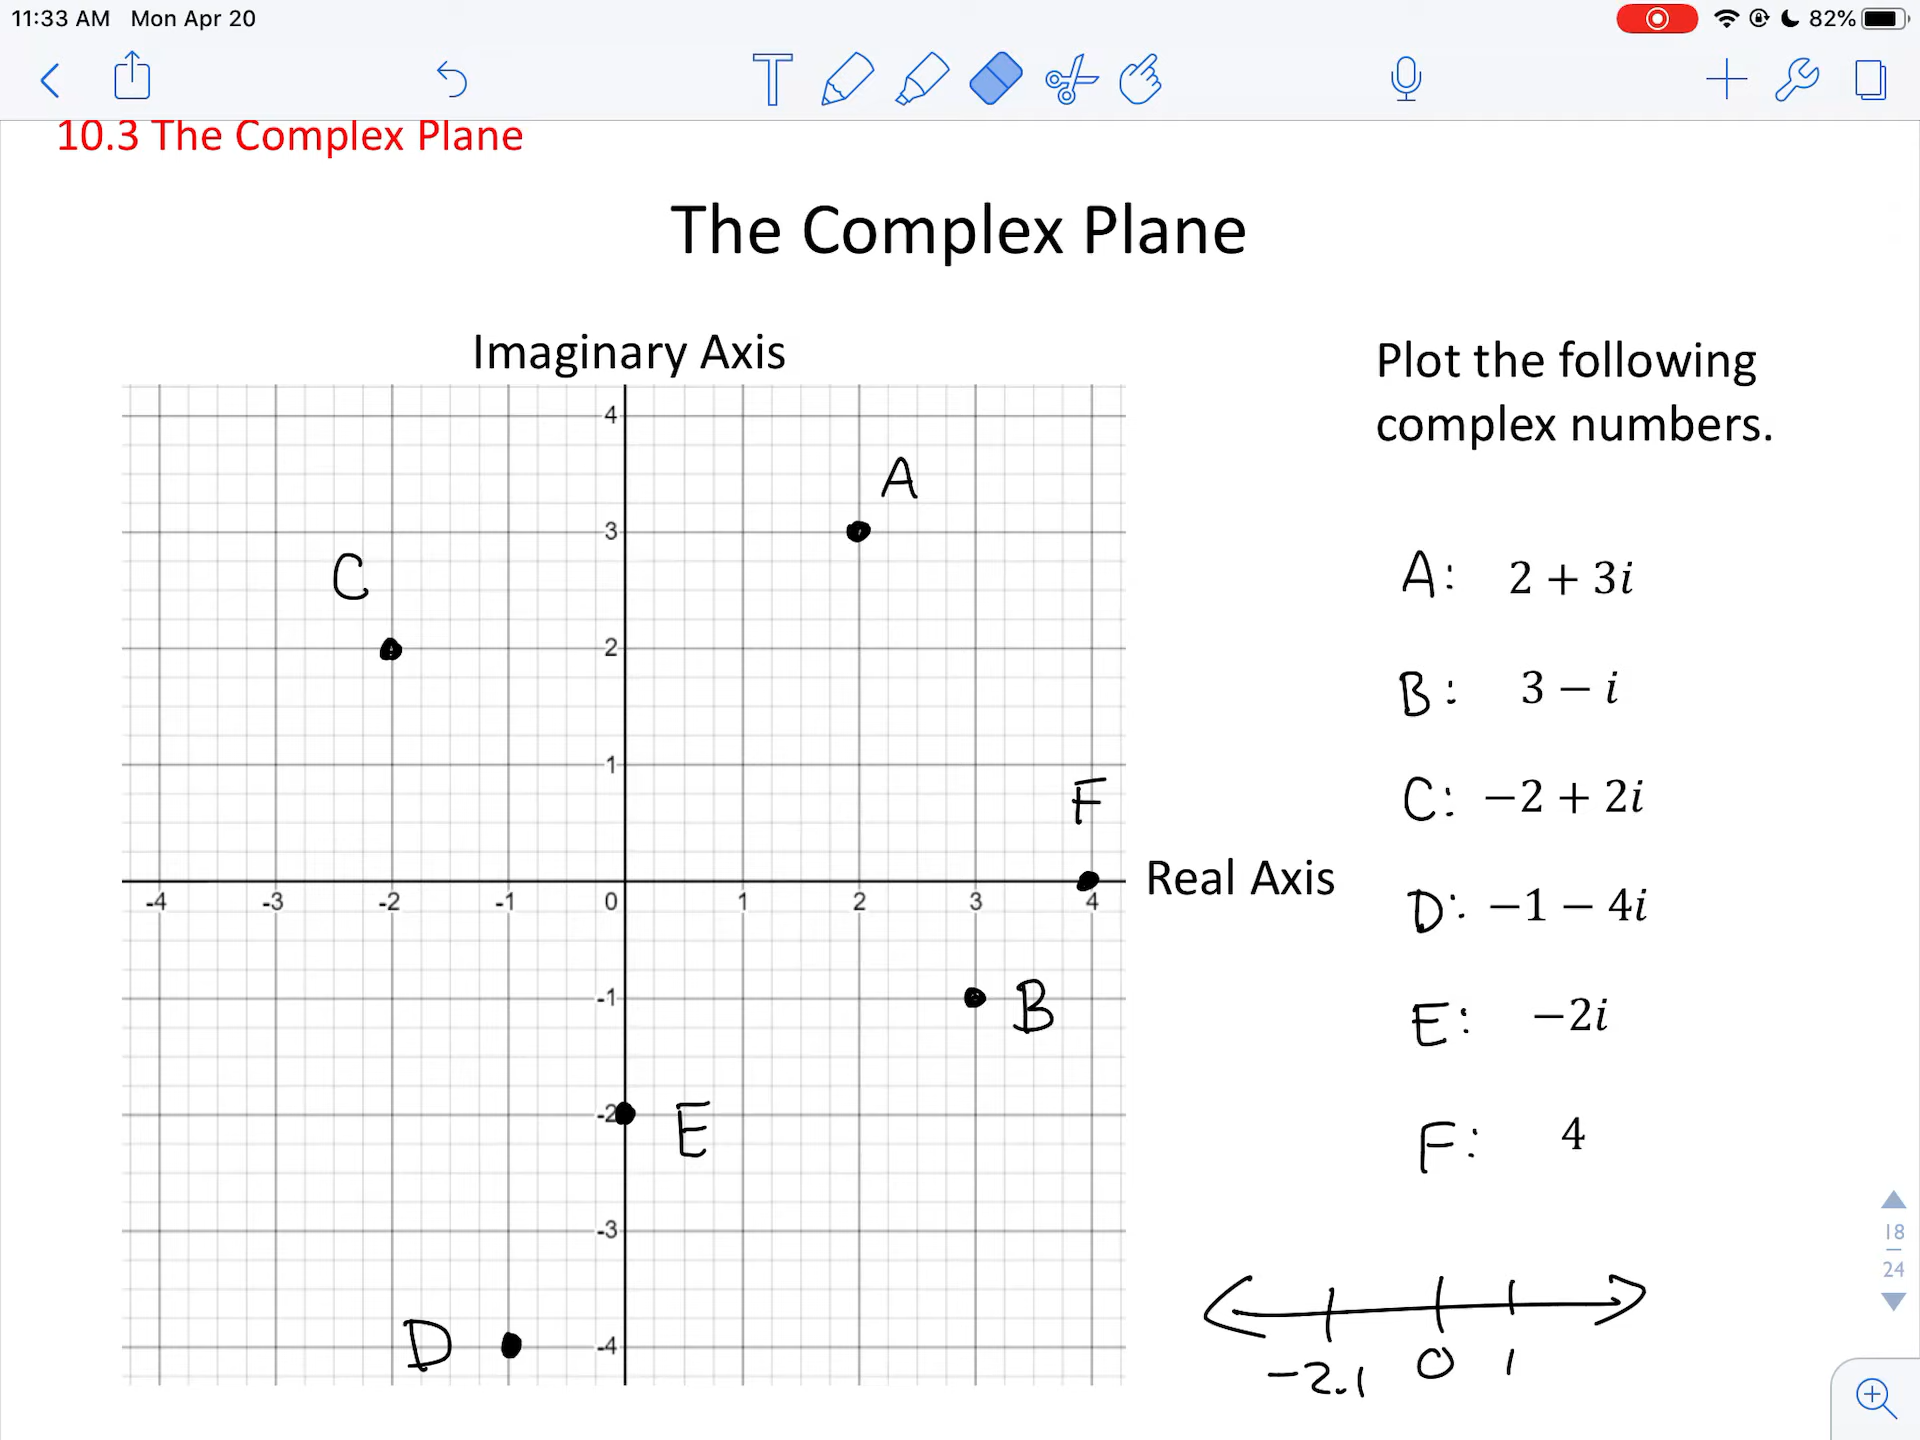 11:33 AM Mon Apr 20
82%
T
10.3 The Complex Plane
The Complex Plane
Imaginary Axis
Plot the following
complex numbers.
4
A
3
C
A: 2 + 3i
2
B: 3 − i
1
F
C: −2 + 2i
Real Axis
-4 -3 -2 -1 0 1 2 3 4
D: −1 − 4i
-1
B
E: −2i
-2
E
F: 4
-3
18
24
D
-4
-2.1 0 1